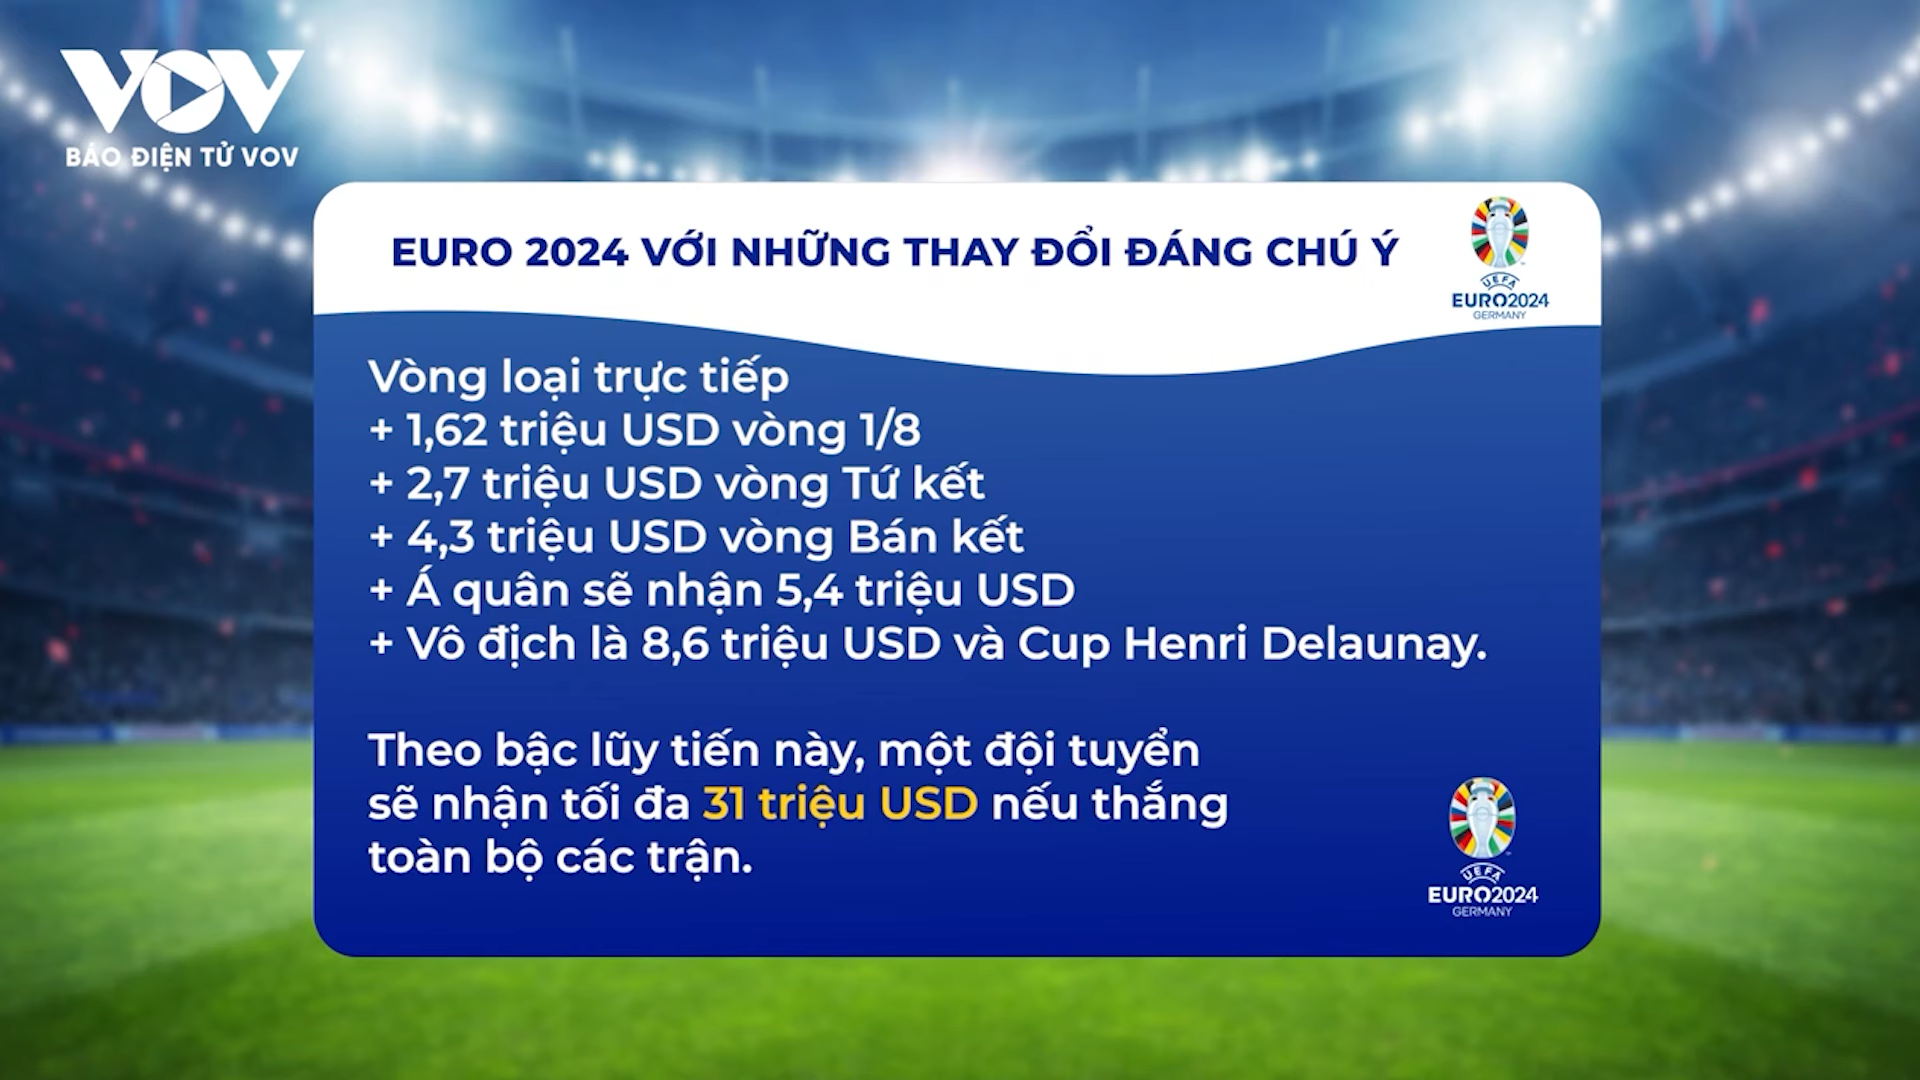 VOV
BÁO ĐIỆN TỬ VOV
EURO 2024 VỚI NHỮNG THAY ĐỔI ĐÁNG CHÚ Ý
UEFA
EURO2024
GERMANY
Vòng loại trực tiếp
+ 1,62 triệu USD vòng 1/8
+ 2,7 triệu USD vòng Tứ kết
+ 4,3 triệu USD vòng Bán kết
+ Á quân sẽ nhận 5,4 triệu USD
+ Vô địch là 8,6 triệu USD và Cup Henri Delaunay.
Theo bậc lũy tiến này, một đội tuyển
sẽ nhận tối đa 31 triệu USD nếu thắng
toàn bộ các trận.
UEFA
EURO2024
GERMANY